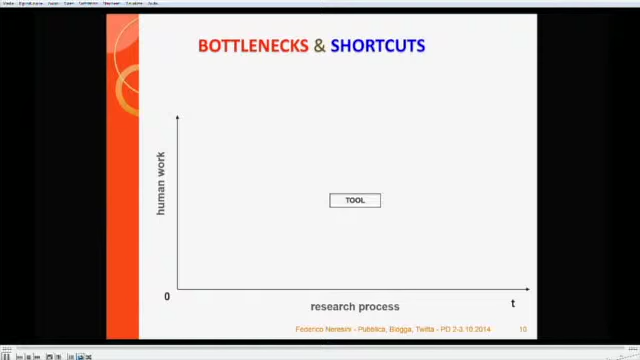 BOTTLENECKS & SHORTCUTS
human work
TOOL
0
t
research process
Federico Neresini - Pubblica, Blogga, Twitta - PD 2-3.10.2014
10